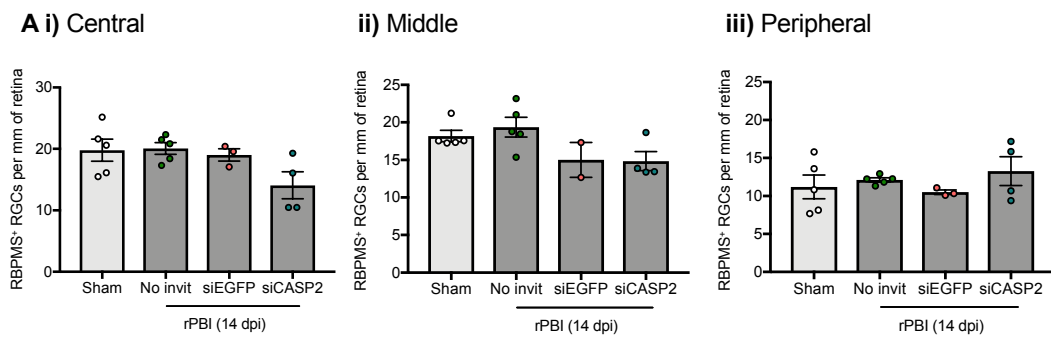 A i) Central
RBPMS⁺ RGCs per mm of retina
30
20
10
0
Sham
No invit
siEGFP
siCASP2
rPBI (14 dpi)
ii) Middle
RBPMS⁺ RGCs per mm of retina
25
20
15
10
5
0
Sham
No invit
siEGFP
siCASP2
rPBI (14 dpi)
iii) Peripheral
RBPMS⁺ RGCs per mm of retina
25
20
15
10
5
0
Sham
No invit
siEGFP
siCASP2
rPBI (14 dpi)